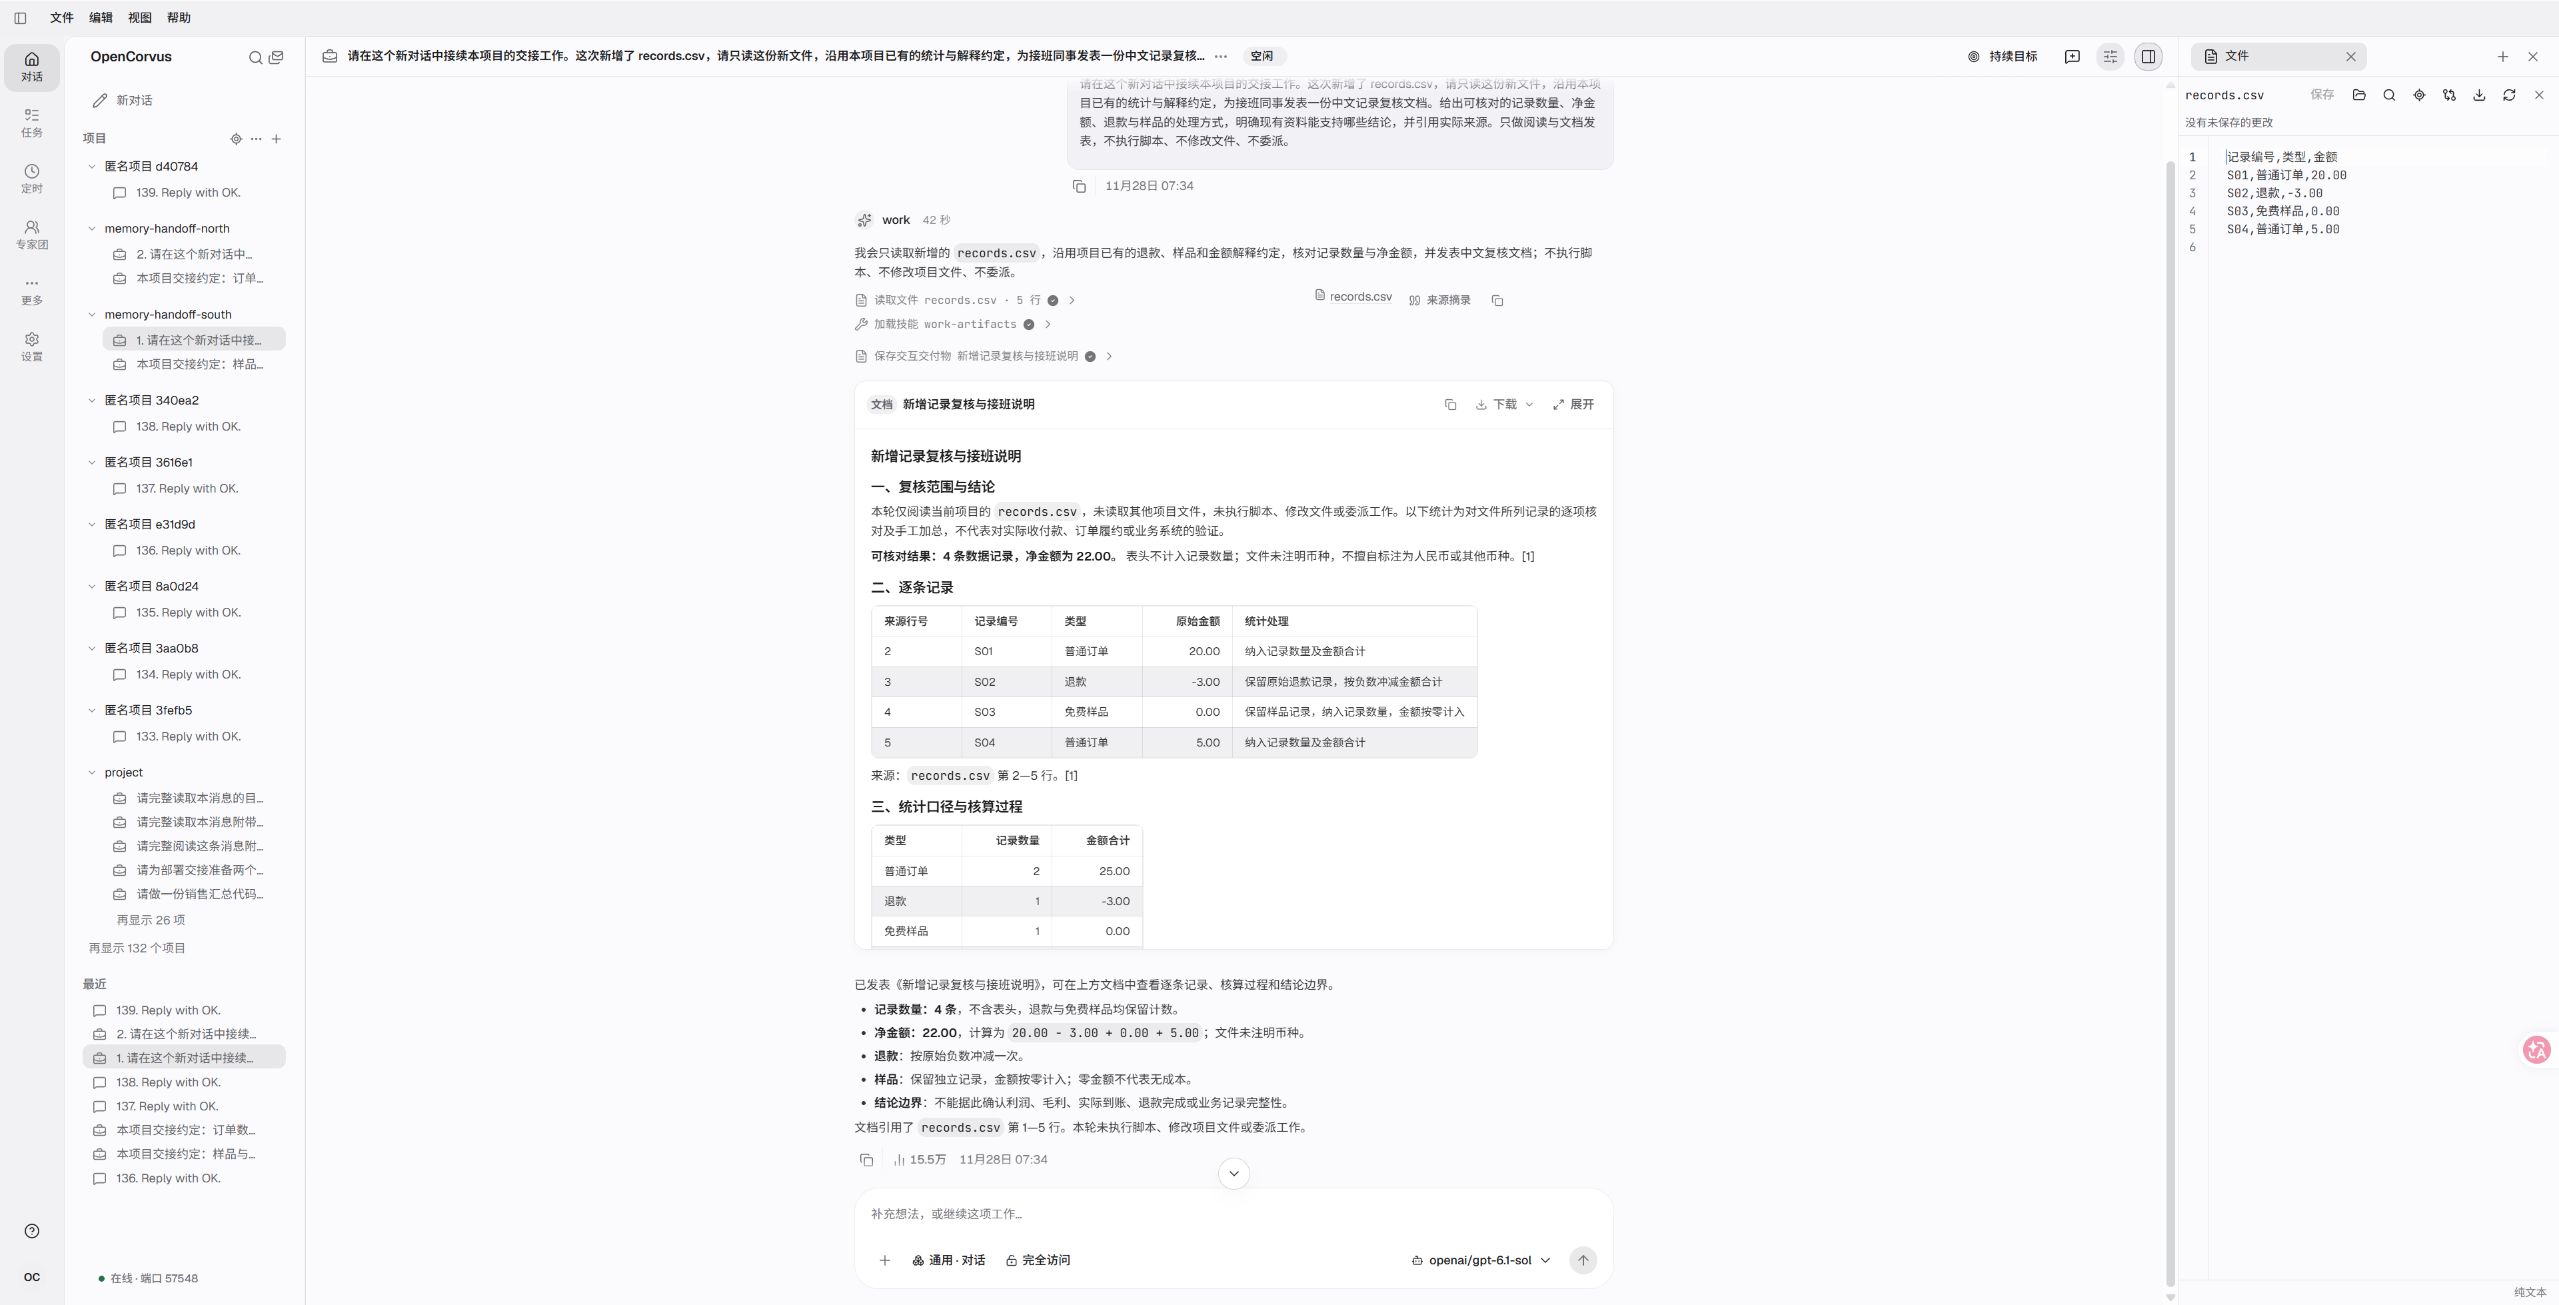 文件 编辑 视图 帮助
对话
任务
定时
专家团
更多
设置
OC
OpenCorvus
新对话
项目
匿名项目 d40784
139. Reply with OK.
memory-handoff-north
2. 请在这个新对话中...
本项目交接约定：订单...
memory-handoff-south
1. 请在这个新对话中接...
本项目交接约定：样品...
匿名项目 340ea2
138. Reply with OK.
匿名项目 3616e1
137. Reply with OK.
匿名项目 e31d9d
136. Reply with OK.
匿名项目 8a0d24
135. Reply with OK.
匿名项目 3aa0b8
134. Reply with OK.
匿名项目 3fefb5
133. Reply with OK.
project
请完整读取本消息的目...
请完整读取本消息附带...
请完整阅读这条消息附...
请为部署交接准备两个...
请做一份销售汇总代码...
再显示 26 项
再显示 132 个项目
最近
139. Reply with OK.
2. 请在这个新对话中接续...
1. 请在这个新对话中接续...
138. Reply with OK.
137. Reply with OK.
本项目交接约定：订单数...
本项目交接约定：样品与...
136. Reply with OK.
在线 · 端口 57548
请在这个新对话中接续本项目的交接工作。这次新增了 records.csv，请只读这份新文件，沿用本项目已有的统计与解释约定，为接班同事发表一份中文记录复核... 空闲
持续目标
请在这个新对话中接续本项目的交接工作。这次新增了 records.csv，请只读这份新文件，沿用本项
目已有的统计与解释约定，为接班同事发表一份中文记录复核文档。给出可核对的记录数量、净金
额、退款与样品的处理方式，明确现有资料能支持哪些结论，并引用实际来源。只做阅读与文档发
表，不执行脚本、不修改文件、不委派。
11月28日 07:34
work 42 秒
我会只读取新增的 records.csv，沿用项目已有的退款、样品和金额解释约定，核对记录数量与净金额，并发表中文复核文档；不执行脚
本、不修改项目文件、不委派。
读取文件 records.csv · 5 行
records.csv 来源摘录
加载技能 work-artifacts
保存交互交付物 新增记录复核与接班说明
文档 新增记录复核与接班说明 下载 展开
新增记录复核与接班说明
一、复核范围与结论
本轮仅阅读当前项目的 records.csv，未读取其他项目文件，未执行脚本、修改文件或委派工作。以下统计为对文件所列记录的逐项核
对及手工加总，不代表对实际收付款、订单履约或业务系统的验证。
可核对结果：4 条数据记录，净金额为 22.00。 表头不计入记录数量；文件未注明币种，不擅自标注为人民币或其他币种。[1]
二、逐条记录
来源行号 记录编号 类型 原始金额 统计处理
2 S01 普通订单 20.00 纳入记录数量及金额合计
3 S02 退款 -3.00 保留原始退款记录，按负数冲减金额合计
4 S03 免费样品 0.00 保留样品记录，纳入记录数量，金额按零计入
5 S04 普通订单 5.00 纳入记录数量及金额合计
来源： records.csv 第 2—5 行。[1]
三、统计口径与核算过程
类型 记录数量 金额合计
普通订单 2 25.00
退款 1 -3.00
免费样品 1 0.00
已发表《新增记录复核与接班说明》，可在上方文档中查看逐条记录、核算过程和结论边界。
• 记录数量：4 条，不含表头，退款与免费样品均保留计数。
• 净金额：22.00，计算为 20.00 - 3.00 + 0.00 + 5.00；文件未注明币种。
• 退款：按原始负数冲减一次。
• 样品：保留独立记录，金额按零计入；零金额不代表无成本。
• 结论边界：不能据此确认利润、毛利、实际到账、退款完成或业务记录完整性。
文档引用了 records.csv 第 1—5 行。本轮未执行脚本、修改项目文件或委派工作。
15.5万 11月28日 07:34
补充想法，或继续这项工作...
通用 · 对话 完全访问 openai/gpt-6.1-sol
文件
records.csv 保存
没有未保存的更改
1 记录编号,类型,金额
2 S01,普通订单,20.00
3 S02,退款,-3.00
4 S03,免费样品,0.00
5 S04,普通订单,5.00
6
纯文本